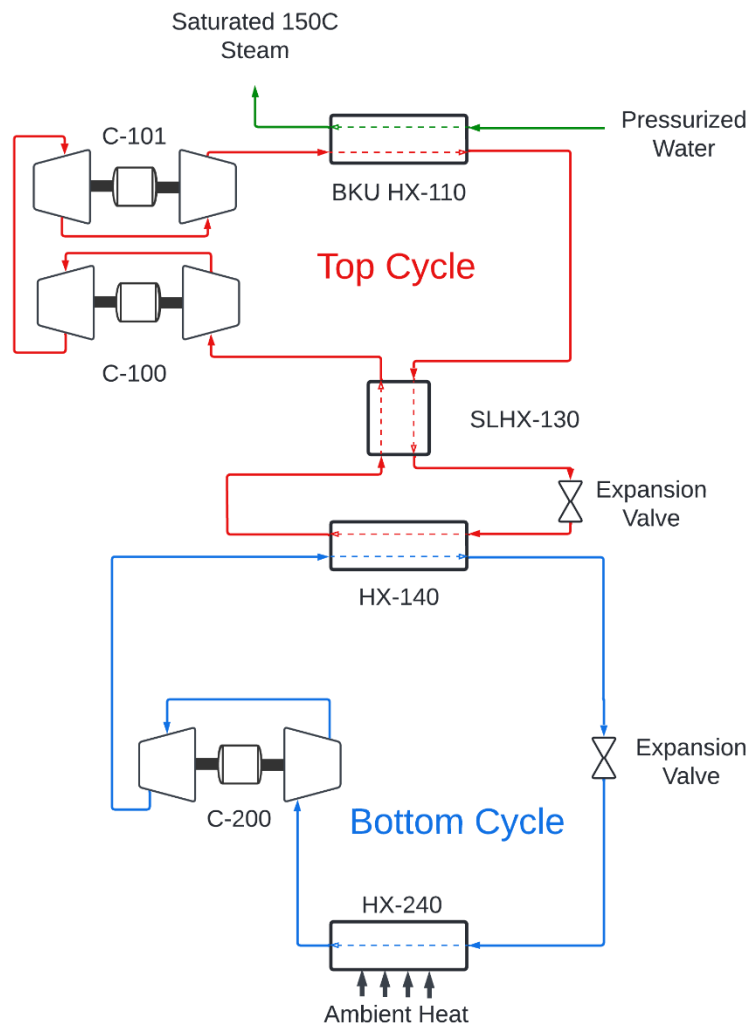 Saturated 150C
Steam
C-101
Pressurized
Water
BKU HX-110
Top Cycle
C-100
SLHX-130
Expansion
Valve
HX-140
Expansion
Valve
C-200
Bottom Cycle
HX-240
Ambient Heat